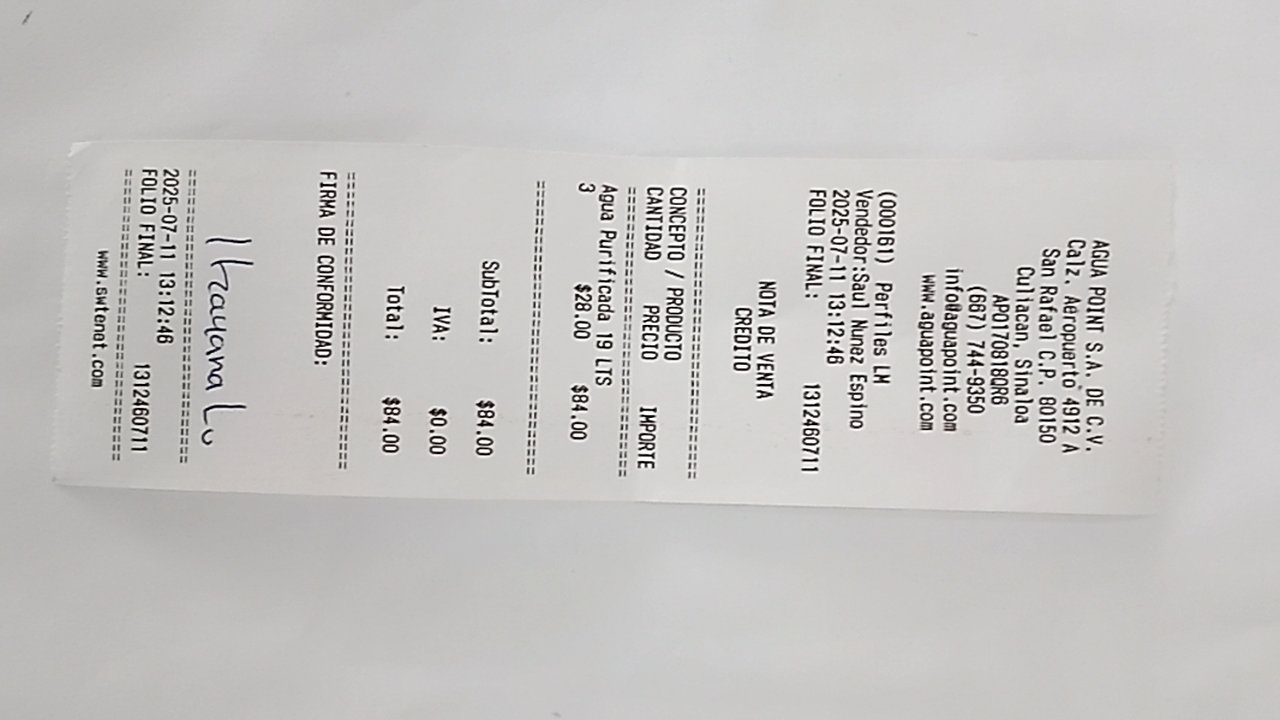 AGUA POINT S.A. DE C.V.
Calz. Aeropuerto 4912 A
San Rafael C.P. 80150
Culiacan, Sinaloa
APO170818QR6
(667) 744-9350
info@aguapoint.com
www.aguapoint.com
(000161) Perfiles LM
Vendedor:Saul Nunez Espino
2025-07-11 13:12:46
FOLIO FINAL: 1312460711
NOTA DE VENTA
CREDITO
==============================
CONCEPTO / PRODUCTO
CANTIDAD PRECIO IMPORTE
==============================
Agua Purificada 19 LTS
3 $28.00 $84.00
==============================
SubTotal: $84.00
IVA: $0.00
Total: $84.00
==============================
FIRMA DE CONFORMIDAD:
==============================
2025-07-11 13:12:46
FOLIO FINAL: 1312460711
==============================
www.swtenet.com